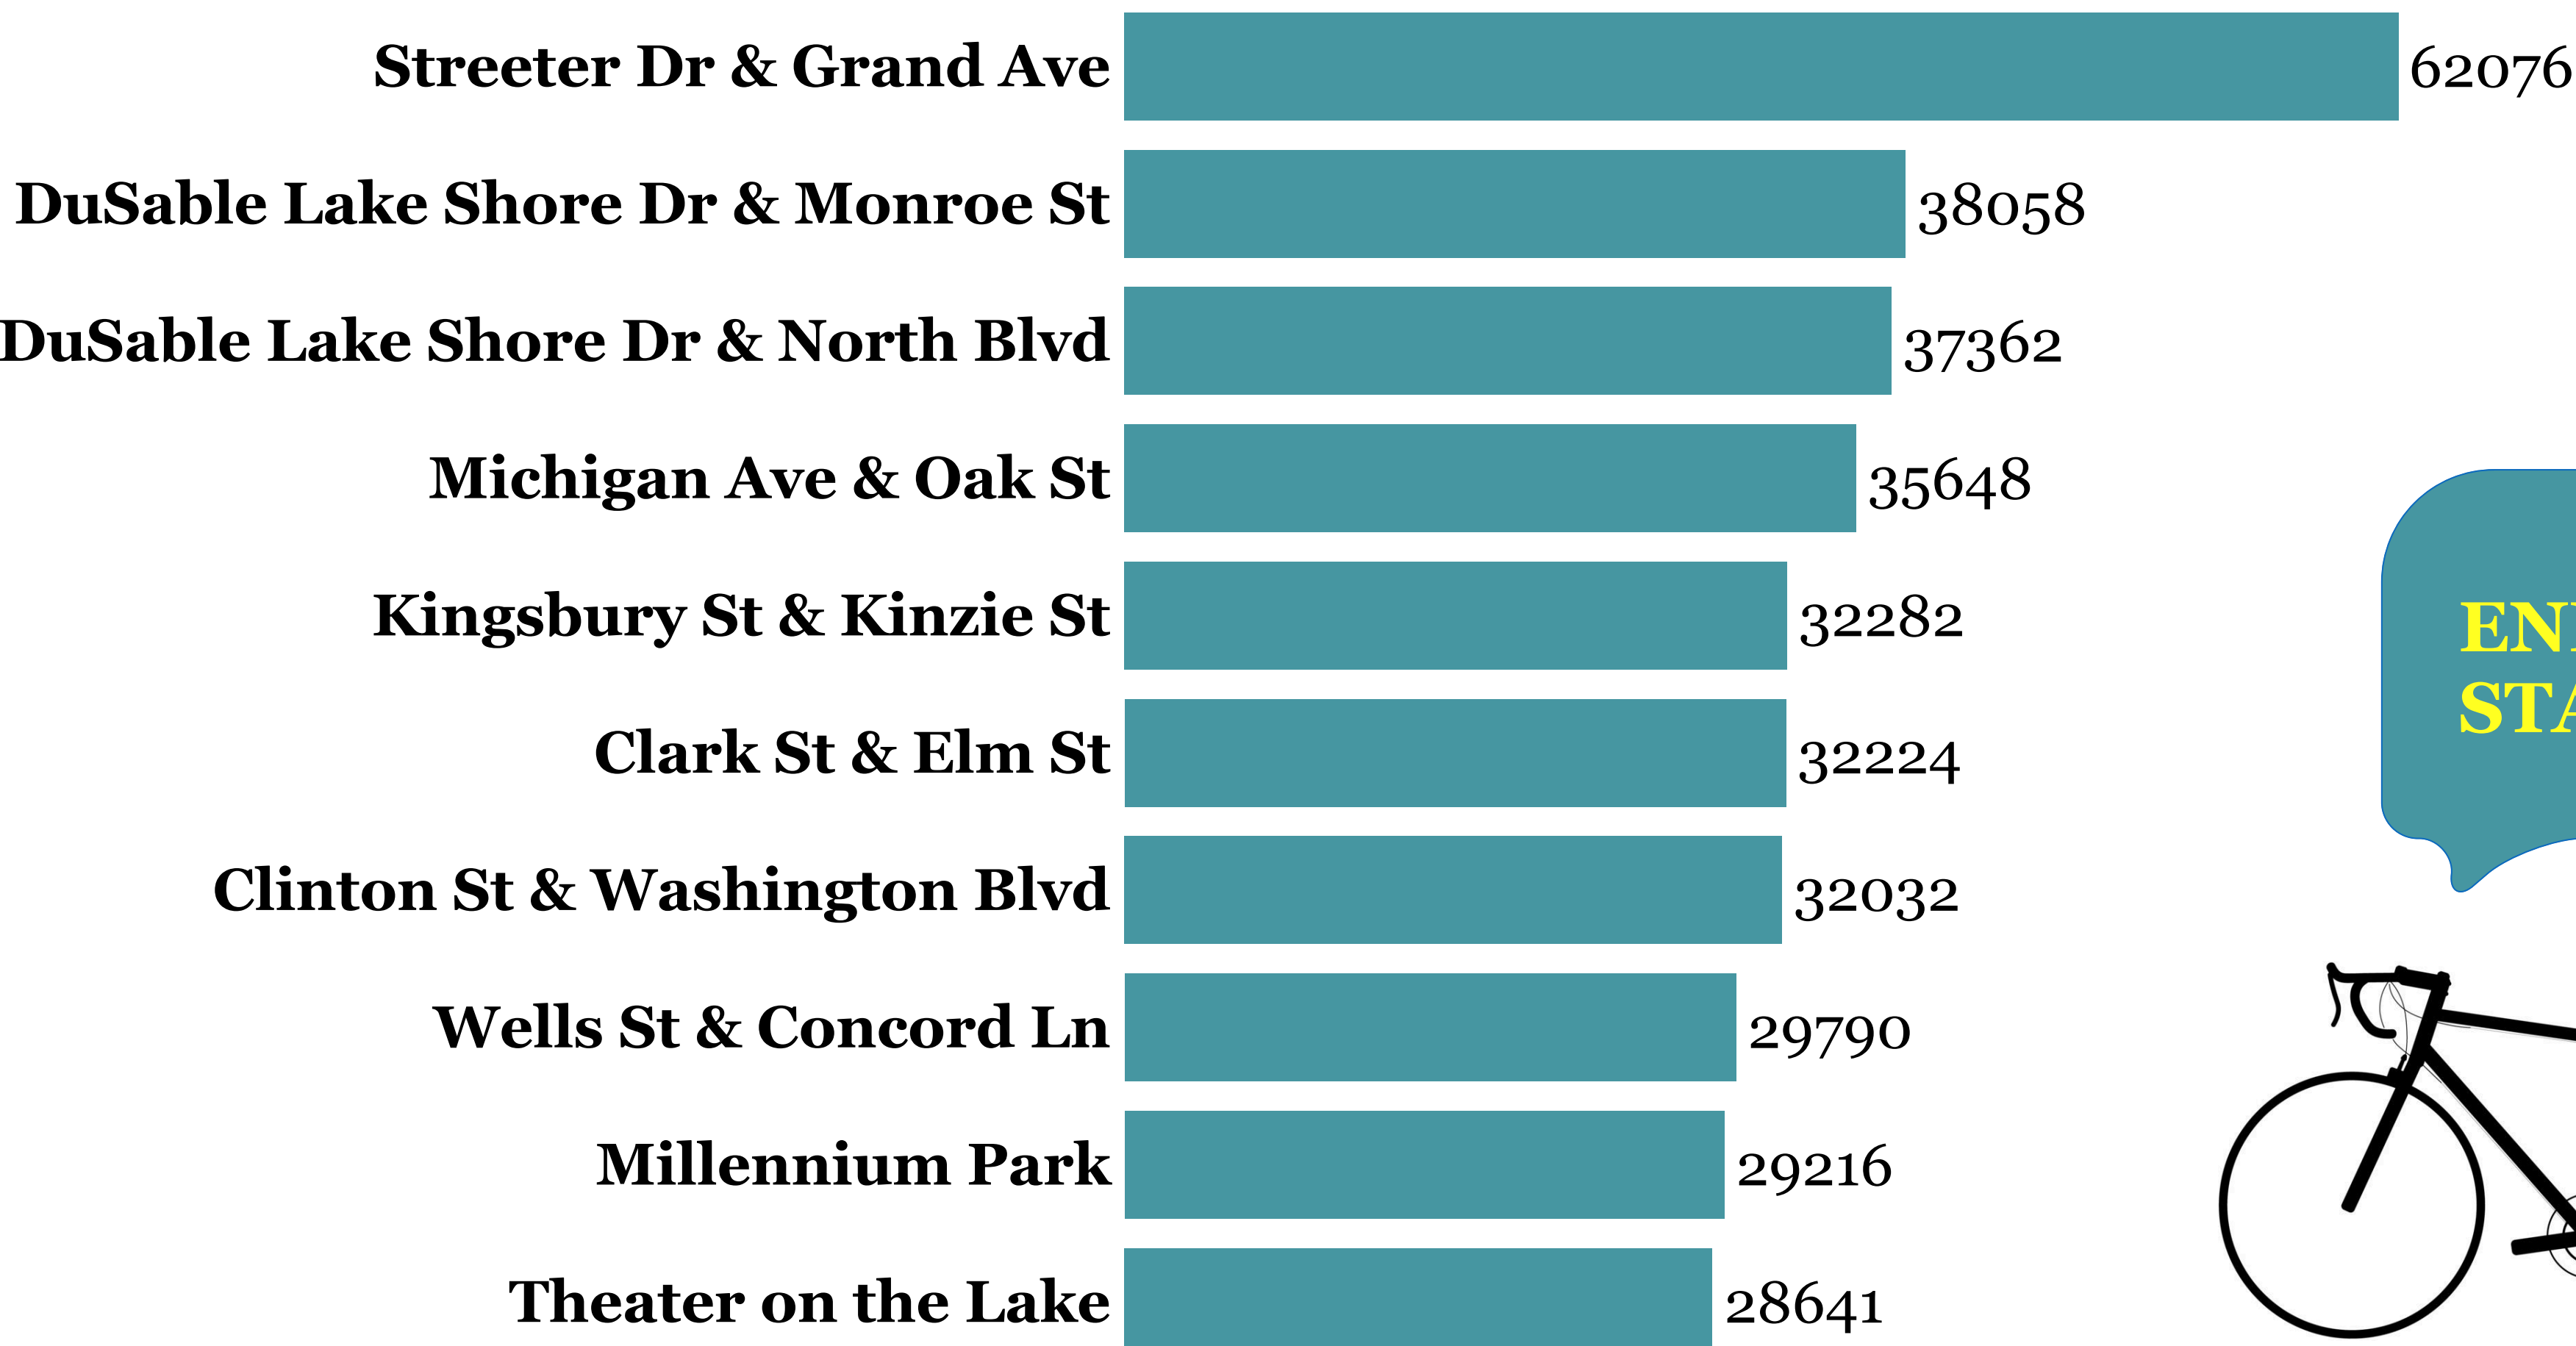 Streeter Dr & Grand Ave 62076
DuSable Lake Shore Dr & Monroe St 38058
DuSable Lake Shore Dr & North Blvd 37362
Michigan Ave & Oak St 35648
Kingsbury St & Kinzie St 32282
Clark St & Elm St 32224
Clinton St & Washington Blvd 32032
Wells St & Concord Ln 29790
Millennium Park 29216
Theater on the Lake 28641